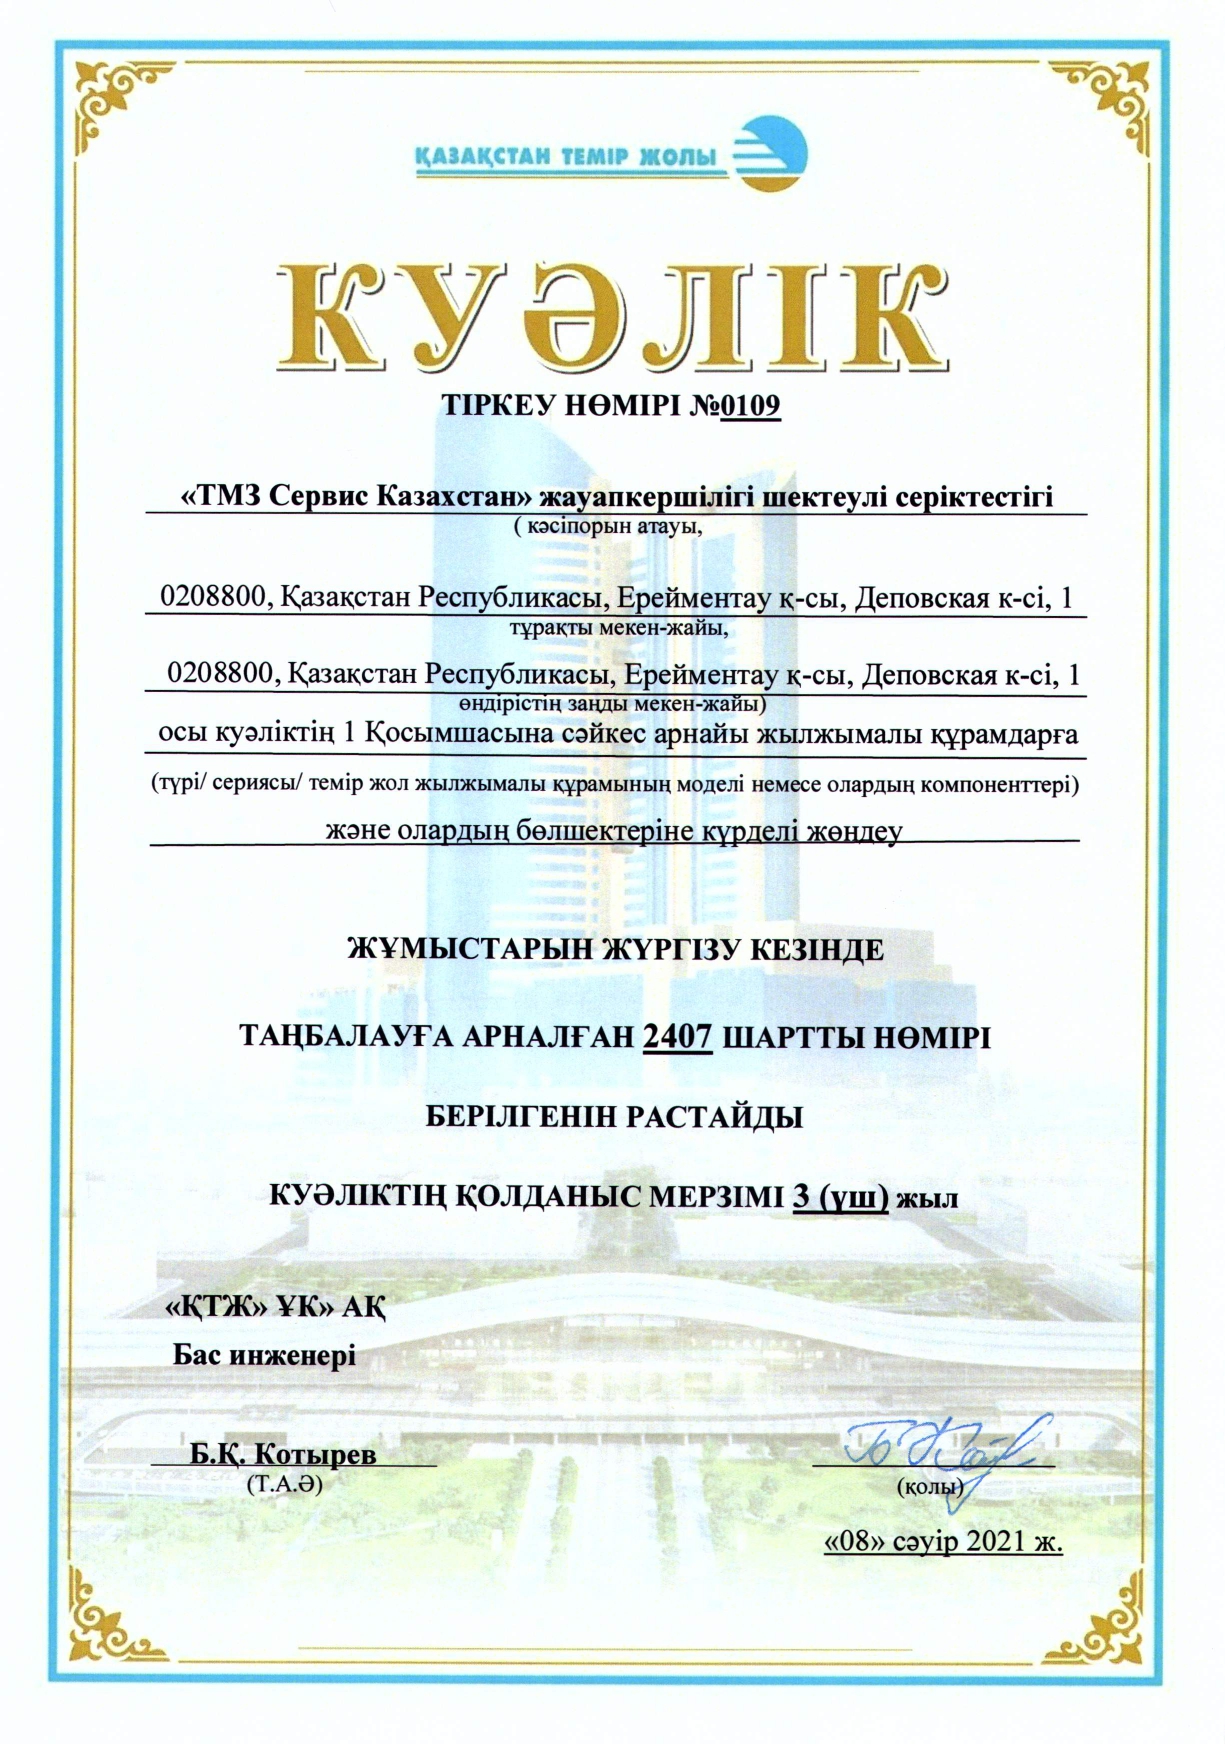 ҚАЗАҚСТАН ТЕМІР ЖОЛЫ
КУӘЛІК
ТІРКЕУ НӨМІРІ №0109
«ТМЗ Сервис Казахстан» жауапкершілігі шектеулі серіктестігі
( кәсіпорын атауы,
0208800, Қазақстан Республикасы, Ерейментау қ-сы, Деповская к-сі, 1
тұрақты мекен-жайы,
0208800, Қазақстан Республикасы, Ерейментау қ-сы, Деповская к-сі, 1
өндірістің заңды мекен-жайы)
осы куәліктің 1 Қосымшасына сәйкес арнайы жылжымалы құрамдарға
(түрі/ сериясы/ темір жол жылжымалы құрамының моделі немесе олардың компоненттері)
және олардың бөлшектеріне күрделі жөндеу
ЖҰМЫСТАРЫН ЖҮРГІЗУ КЕЗІНДЕ
ТАҢБАЛАУҒА АРНАЛҒАН 2407 ШАРТТЫ НӨМІРІ
БЕРІЛГЕНІН РАСТАЙДЫ
КУӘЛІКТІҢ ҚОЛДАНЫС МЕРЗІМІ 3 (үш) жыл
«ҚТЖ» ҰК» АҚ
Бас инженері
Б.Қ. Котырев
(Т.А.Ә)
(қолы)
«08» сәуір 2021 ж.